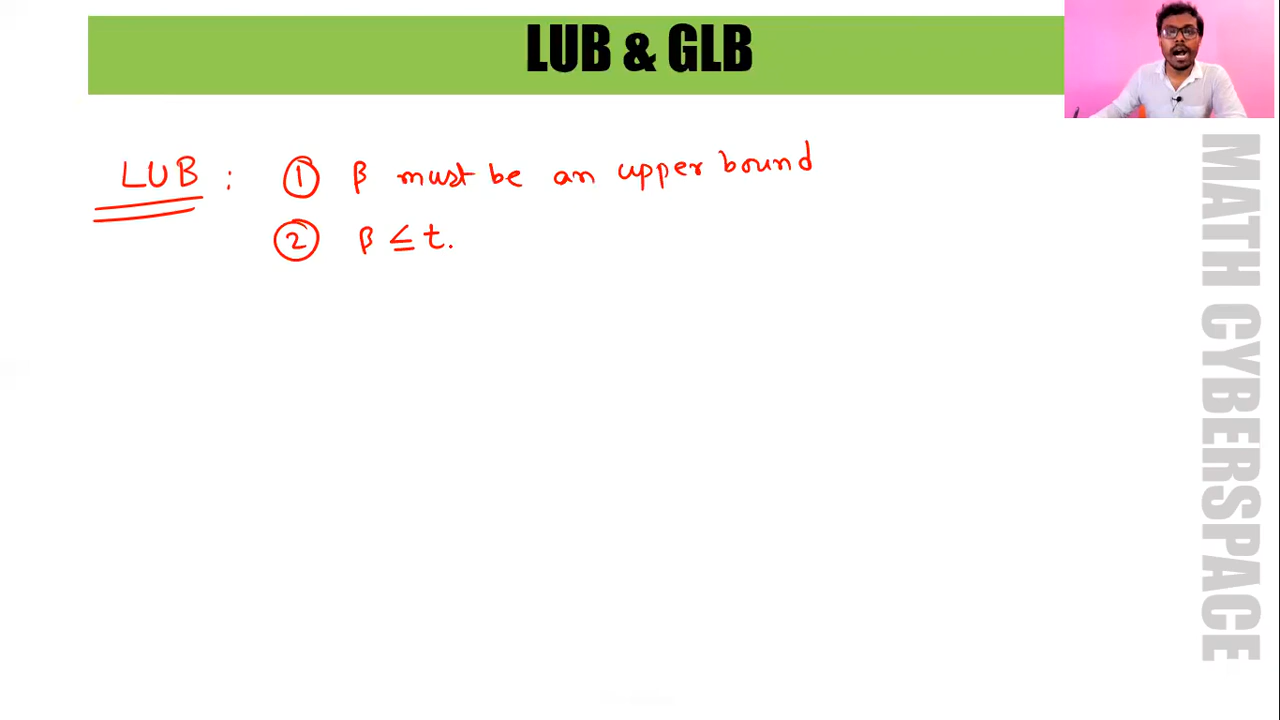 LUB & GLB
LUB : ① β must be an upper bound
② β ≤ t.
MATH CYBERSPACE